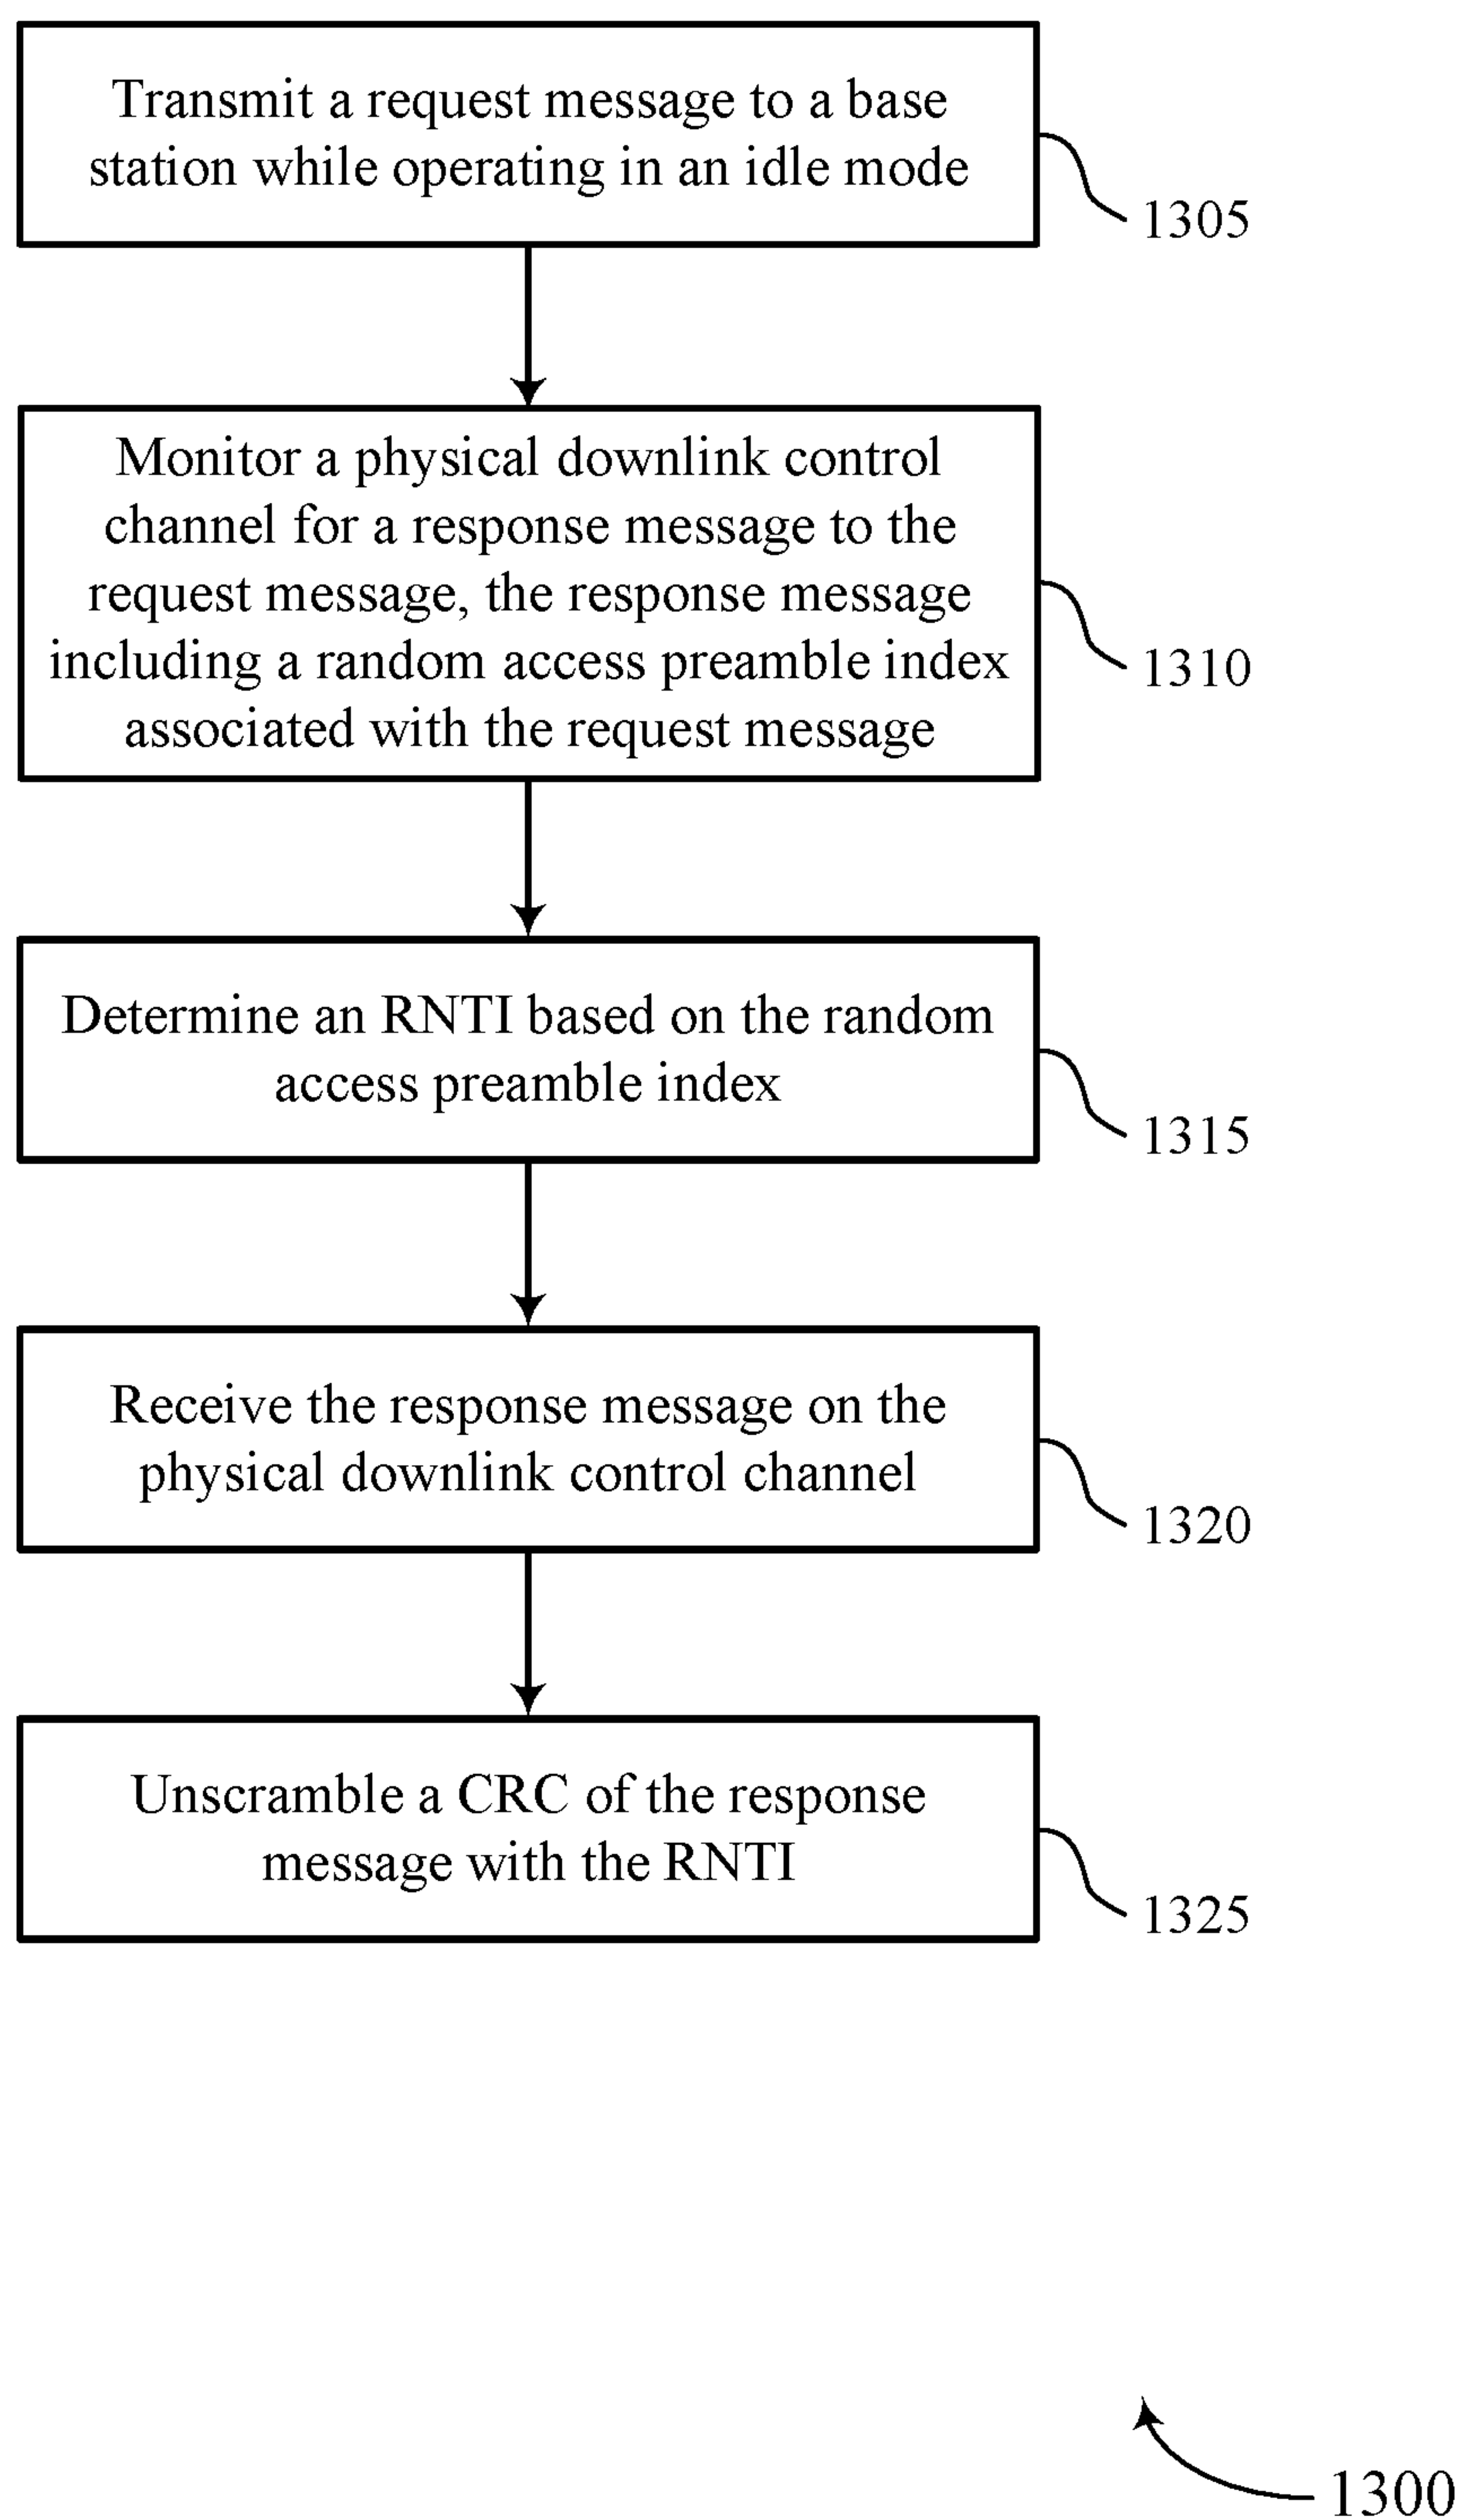 Transmit a request message to a base
station while operating in an idle mode
1305
Monitor a physical downlink control
channel for a response message to the
request message, the response message
including a random access preamble index
associated with the request message
1310
Determine an RNTI based on the random
access preamble index
1315
Receive the response message on the
physical downlink control channel
1320
Unscramble a CRC of the response
message with the RNTI
1325
1300